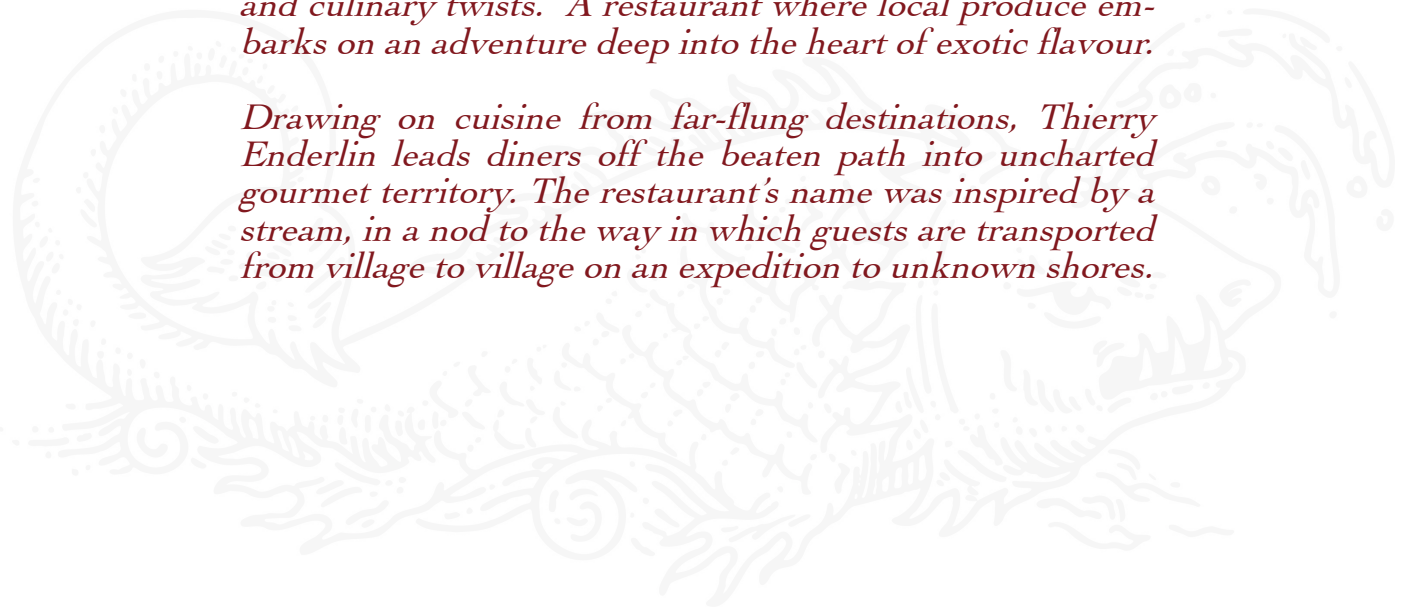 and culinary twists.  A restaurant where local produce em-
barks on an adventure deep into the heart of exotic flavour.
Drawing on cuisine from far-flung destinations, Thierry
Enderlin leads diners off the beaten path into uncharted
gourmet territory. The restaurant’s name was inspired by a
stream, in a nod to the way in which guests are transported
from village to village on an expedition to unknown shores.